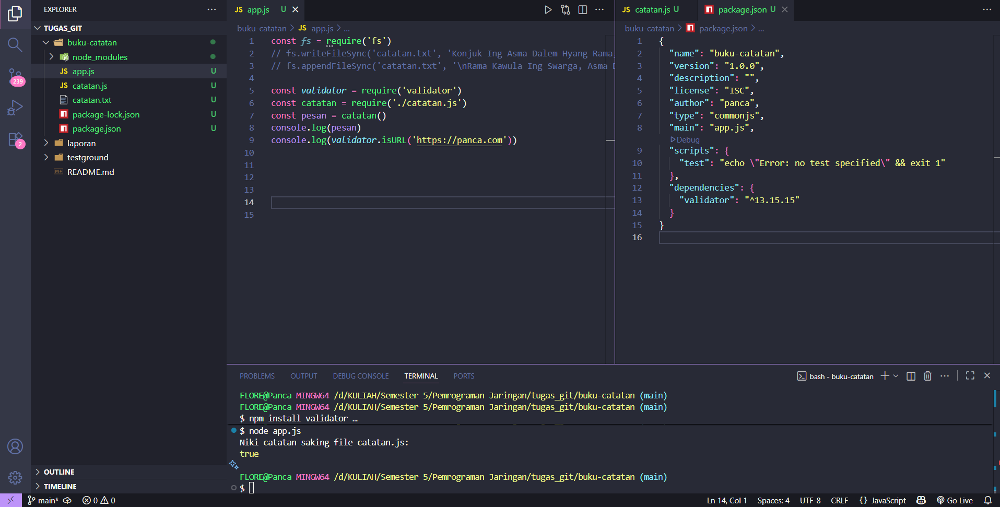 EXPLORER
TUGAS_GIT
buku-catatan
node_modules
app.js U
catatan.js U
catatan.txt U
package-lock.json U
package.json U
laporan
testground
README.md
OUTLINE
TIMELINE
239
2
JS app.js U
buku-catatan > JS app.js > ...
1 const fs = require('fs')
2 // fs.writeFileSync('catatan.txt', 'Konjuk Ing Asma Dalem Hyang Rama,
3 // fs.appendFileSync('catatan.txt', '\nRama Kawula Ing Swarga, Asma
4
5 const validator = require('validator')
6 const catatan = require('./catatan.js')
7 const pesan = catatan()
8 console.log(pesan)
9 console.log(validator.isURL('https://panca.com'))
10
11
12
13
14
15
JS catatan.js U
package.json U
buku-catatan > package.json > ...
1 {
2 "name": "buku-catatan",
3 "version": "1.0.0",
4 "description": "",
5 "license": "ISC",
6 "author": "panca",
7 "type": "commonjs",
8 "main": "app.js",
Debug
9 "scripts": {
10 "test": "echo \"Error: no test specified\" && exit 1"
11 },
12 "dependencies": {
13 "validator": "^13.15.15"
14 }
15 }
16
PROBLEMS OUTPUT DEBUG CONSOLE TERMINAL PORTS
bash - buku-catatan
FLORE@Panca MINGW64 /d/KULIAH/Semester 5/Pemrograman Jaringan/tugas_git/buku-catatan (main)
FLORE@Panca MINGW64 /d/KULIAH/Semester 5/Pemrograman Jaringan/tugas_git/buku-catatan (main)
$ npm install validator …
$ node app.js
Niki catatan saking file catatan.js:
true
FLORE@Panca MINGW64 /d/KULIAH/Semester 5/Pemrograman Jaringan/tugas_git/buku-catatan (main)
$
main* 0 0
Ln 14, Col 1 Spaces: 4 UTF-8 CRLF {} JavaScript Go Live